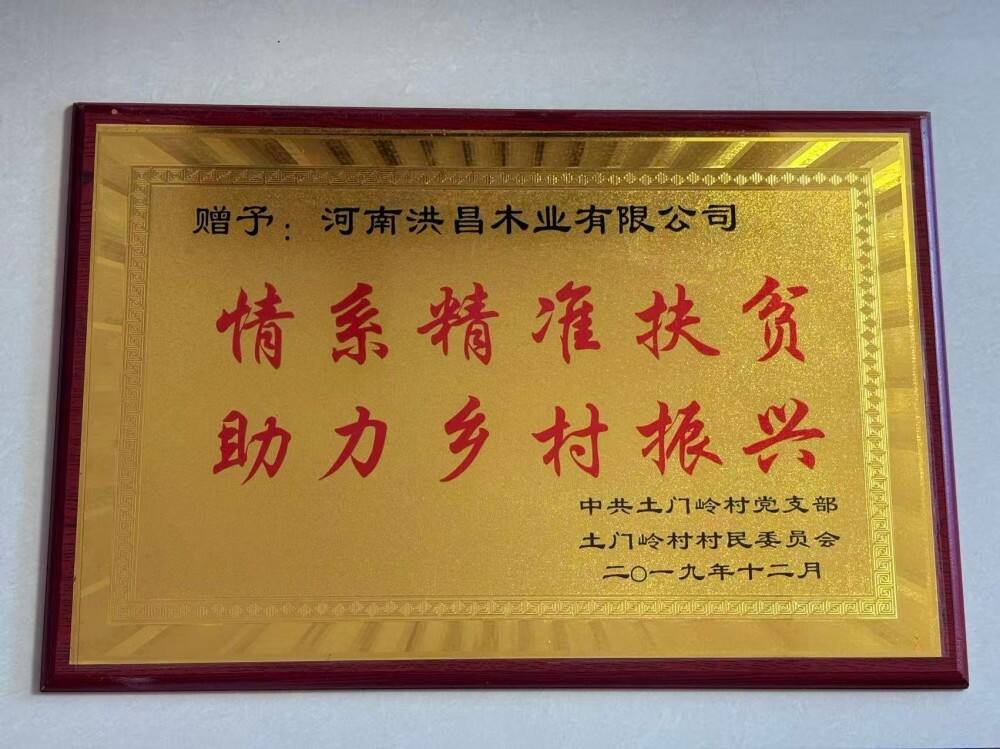 赠予：河南洪昌木业有限公司
情系精准扶贫
助力乡村振兴
中共土门岭村党支部
土门岭村村民委员会
二〇一九年十二月